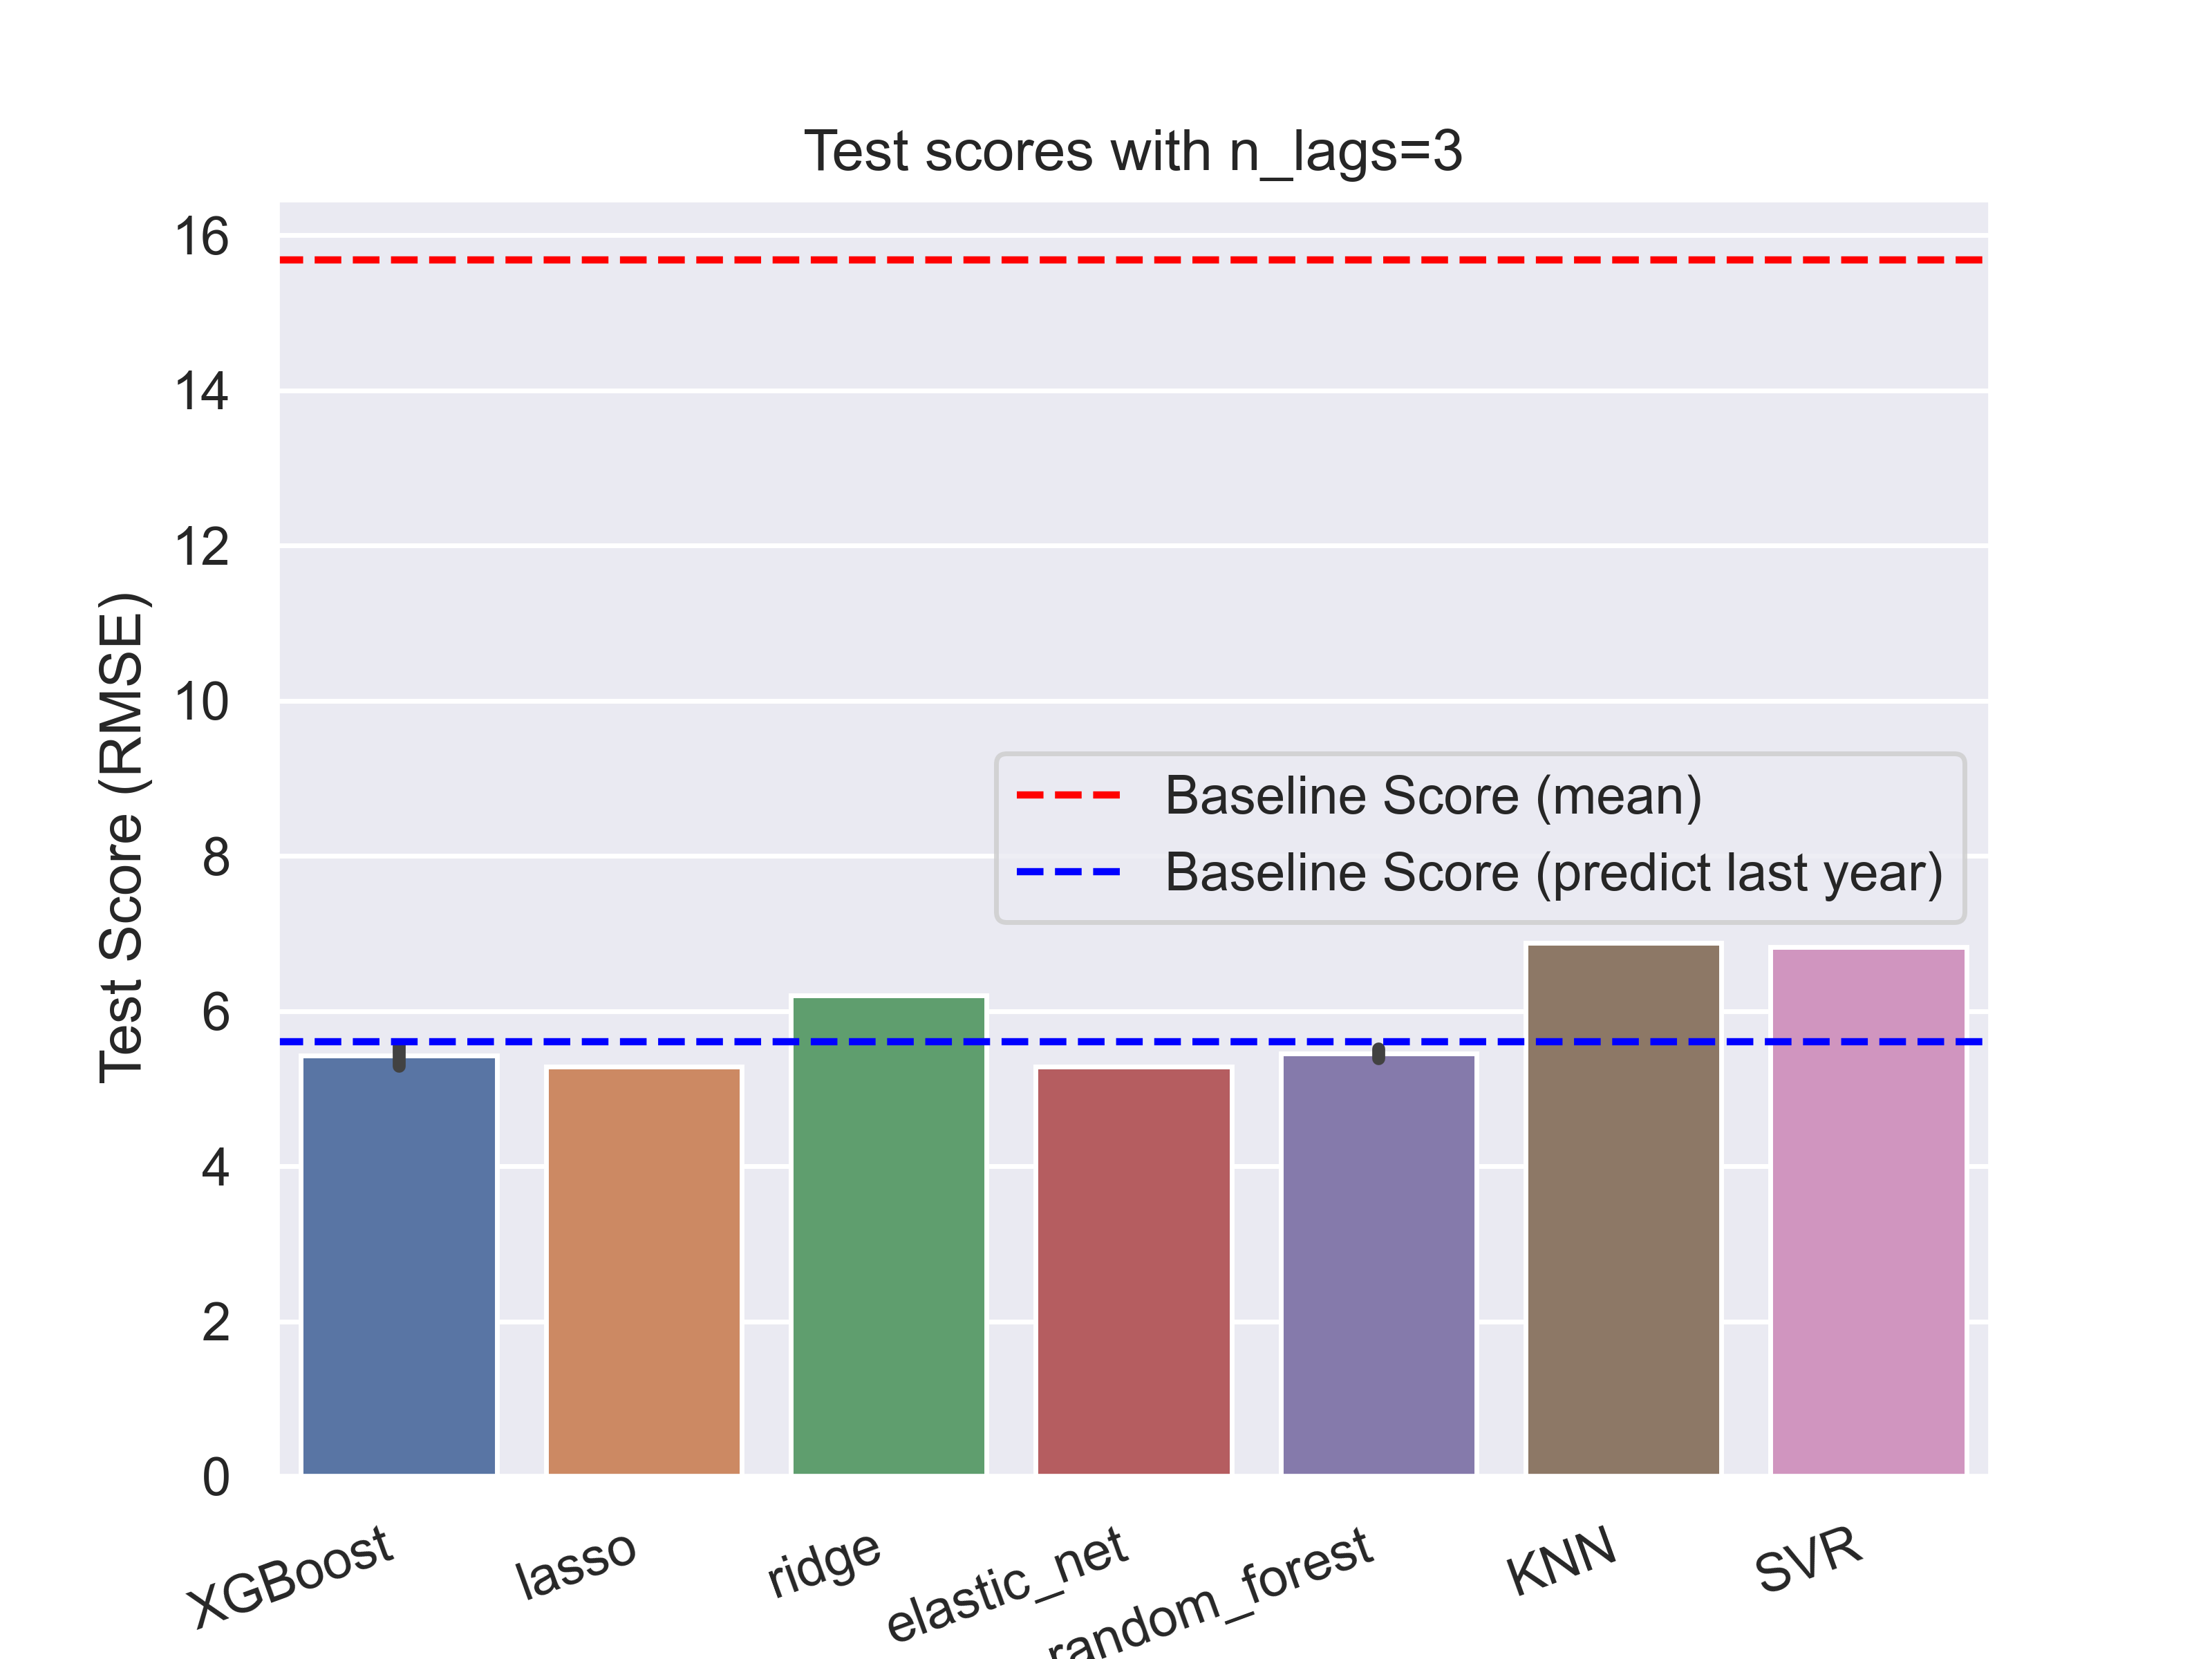 Test scores with n_lags=3
16
14
12
10
8
6
4
2
0
Test Score (RMSE)
Baseline Score (mean)
Baseline Score (predict last year)
XGBoost
lasso
ridge
elastic_net
random_forest
KNN
SVR